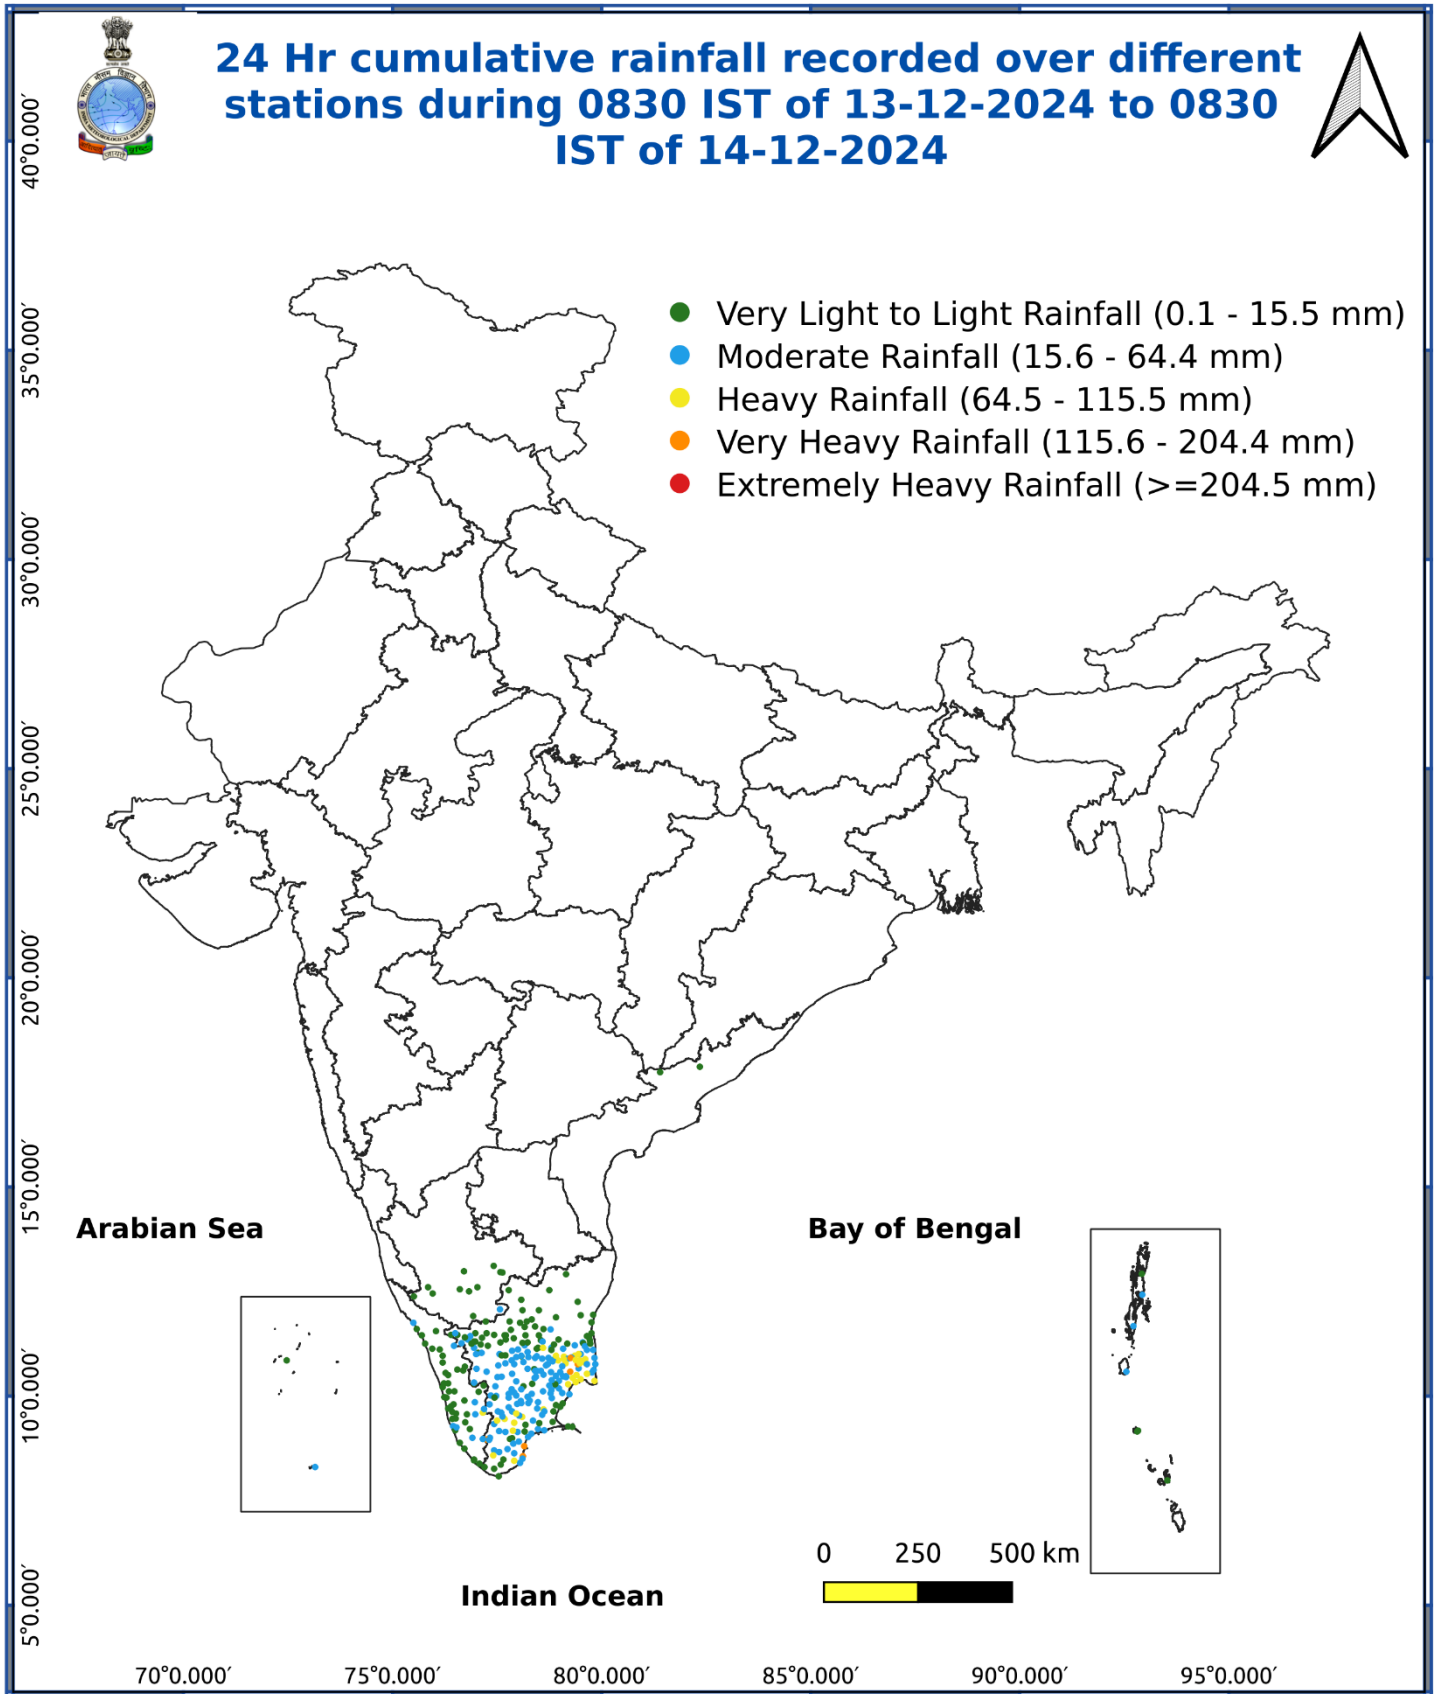 24 Hr cumulative rainfall recorded over different
stations during 0830 IST of 13-12-2024 to 0830
IST of 14-12-2024
Very Light to Light Rainfall (0.1 - 15.5 mm)
Moderate Rainfall (15.6 - 64.4 mm)
Heavy Rainfall (64.5 - 115.5 mm)
Very Heavy Rainfall (115.6 - 204.4 mm)
Extremely Heavy Rainfall (>=204.5 mm)
40°0.000′
35°0.000′
30°0.000′
25°0.000′
20°0.000′
15°0.000′
10°0.000′
5°0.000′
Arabian Sea
Bay of Bengal
Indian Ocean
0 250 500 km
70°0.000′ 75°0.000′ 80°0.000′ 85°0.000′ 90°0.000′ 95°0.000′